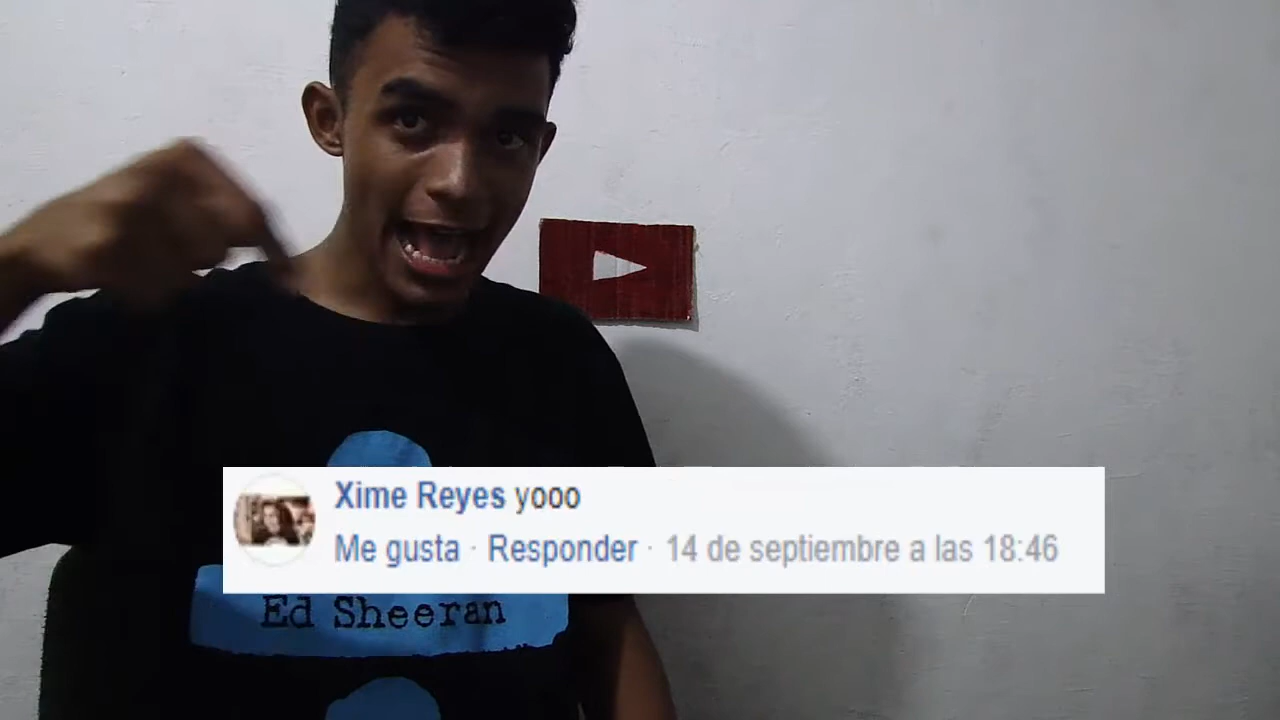 Xime Reyes yooo
Me gusta · Responder · 14 de septiembre a las 18:46
Ed Sheeran